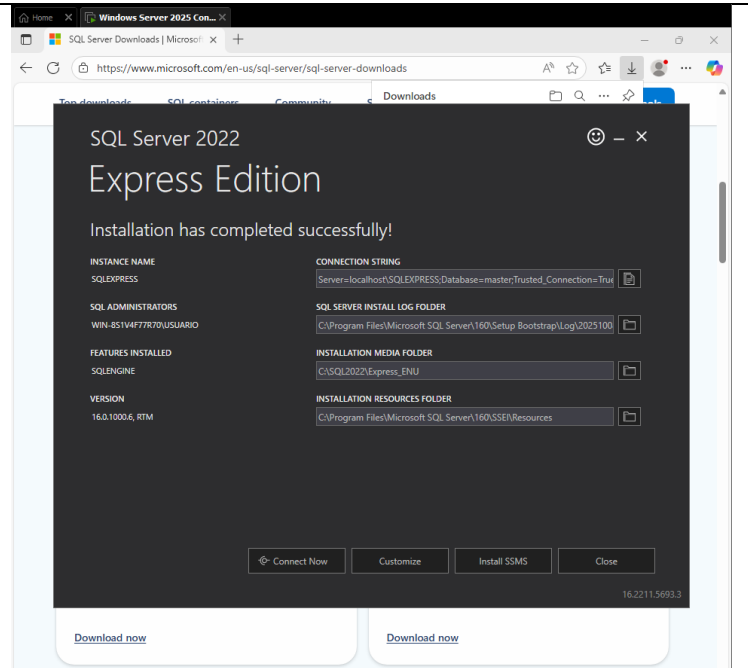 Home
Windows Server 2025 Con...
SQL Server Downloads | Microsof
https://www.microsoft.com/en-us/sql-server/sql-server-downloads
Top downloads SQL containers Community
Downloads
SQL Server 2022
Express Edition
Installation has completed successfully!
INSTANCE NAME
SQLEXPRESS
CONNECTION STRING
Server=localhost\SQLEXPRESS;Database=master;Trusted_Connection=True
SQL ADMINISTRATORS
WIN-8S1V4F77R70\USUARIO
SQL SERVER INSTALL LOG FOLDER
C:\Program Files\Microsoft SQL Server\160\Setup Bootstrap\Log\2025100
FEATURES INSTALLED
SQLENGINE
INSTALLATION MEDIA FOLDER
C:\SQL2022\Express_ENU
VERSION
16.0.1000.6, RTM
INSTALLATION RESOURCES FOLDER
C:\Program Files\Microsoft SQL Server\160\SSEI\Resources
Connect Now
Customize
Install SSMS
Close
16.2211.5693.3
Download now
Download now